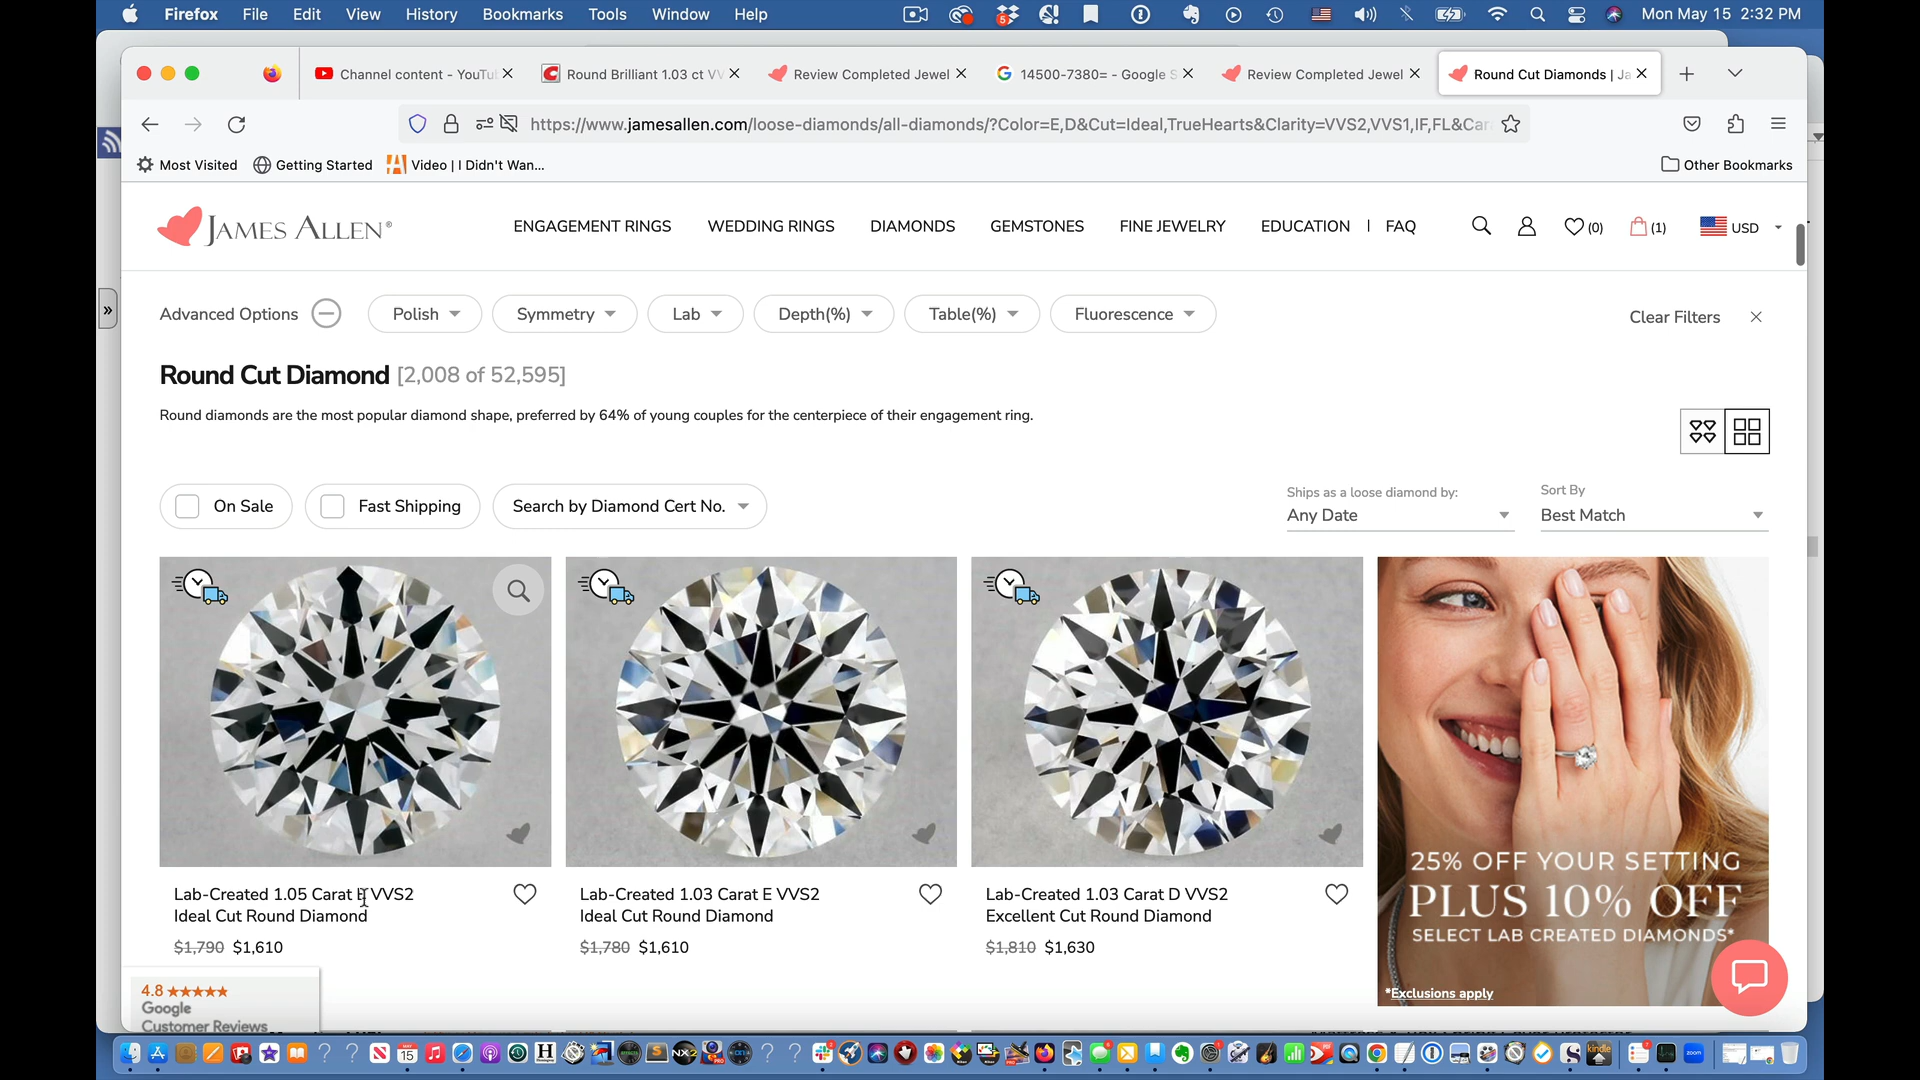 Firefox File Edit View History Bookmarks Tools Window Help Mon May 15 2:32 PM
Channel content - YouTu Round Brilliant 1.03 ct VV Review Completed Jewel 14500-7380= - Google S Review Completed Jewel Round Cut Diamonds | Ja
https://www.jamesallen.com/loose-diamonds/all-diamonds/?Color=E,D&Cut=Ideal,TrueHearts&Clarity=VVS2,VVS1,IF,FL&Car
Most Visited Getting Started Video | I Didn't Wan... Other Bookmarks
JAMES ALLEN® ENGAGEMENT RINGS WEDDING RINGS DIAMONDS GEMSTONES FINE JEWELRY EDUCATION | FAQ (0) (1) USD
Advanced Options Polish Symmetry Lab Depth(%) Table(%) Fluorescence Clear Filters
Round Cut Diamond [2,008 of 52,595]
Round diamonds are the most popular diamond shape, preferred by 64% of young couples for the centerpiece of their engagement ring.
Ships as a loose diamond by: Sort By
On Sale Fast Shipping Search by Diamond Cert No. Any Date Best Match
25% OFF YOUR SETTING
PLUS 10% OFF
SELECT LAB CREATED DIAMONDS*
*Exclusions apply
Lab-Created 1.05 Carat VVS2
Ideal Cut Round Diamond
$1,790 $1,610
Lab-Created 1.03 Carat E VVS2
Ideal Cut Round Diamond
$1,780 $1,610
Lab-Created 1.03 Carat D VVS2
Excellent Cut Round Diamond
$1,810 $1,630
4.8
Google
Customer Reviews